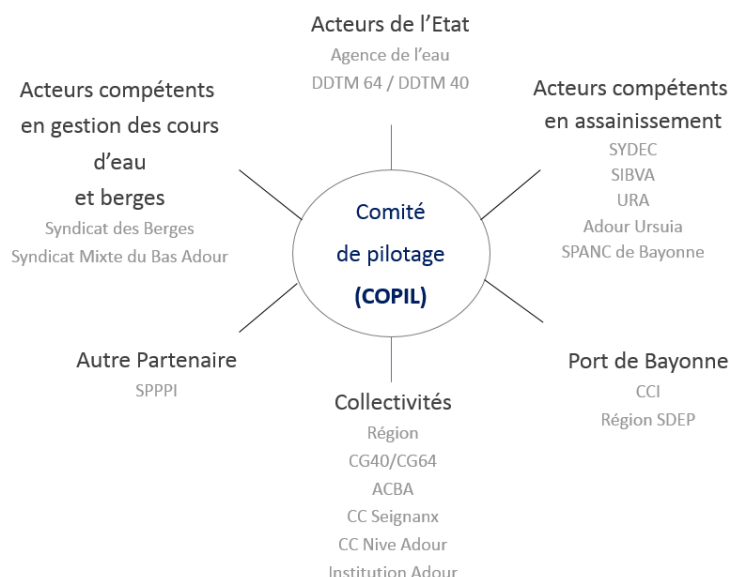 Acteurs de l'Etat
Agence de l'eau
DDTM 64 / DDTM 40
Acteurs compétents
en gestion des cours
d'eau
et berges
Syndicat des Berges
Syndicat Mixte du Bas Adour
Acteurs compétents
en assainissement
SYDEC
SIBVA
URA
Adour Ursuia
SPANC de Bayonne
Comité
de pilotage
(COPIL)
Autre Partenaire
SPPPI
Port de Bayonne
CCI
Région SDEP
Collectivités
Région
CG40/CG64
ACBA
CC Seignanx
CC Nive Adour
Institution Adour